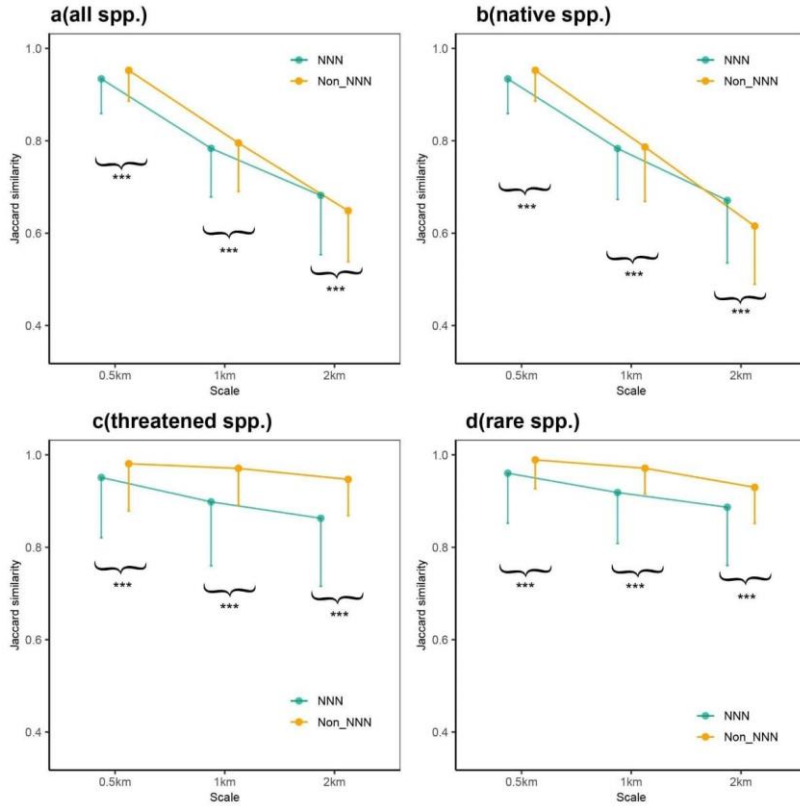 a(all spp.)
1.0
0.8
0.6
0.4
Jaccard similarity
NNN
Non_NNN
***
***
***
0.5km
1km
2km
Scale
b(native spp.)
1.0
0.8
0.6
0.4
Jaccard similarity
NNN
Non_NNN
***
***
***
0.5km
1km
2km
Scale
c(threatened spp.)
1.0
0.8
0.6
0.4
Jaccard similarity
***
***
***
NNN
Non_NNN
0.5km
1km
2km
Scale
d(rare spp.)
1.0
0.8
0.6
0.4
Jaccard similarity
***
***
***
NNN
Non_NNN
0.5km
1km
2km
Scale